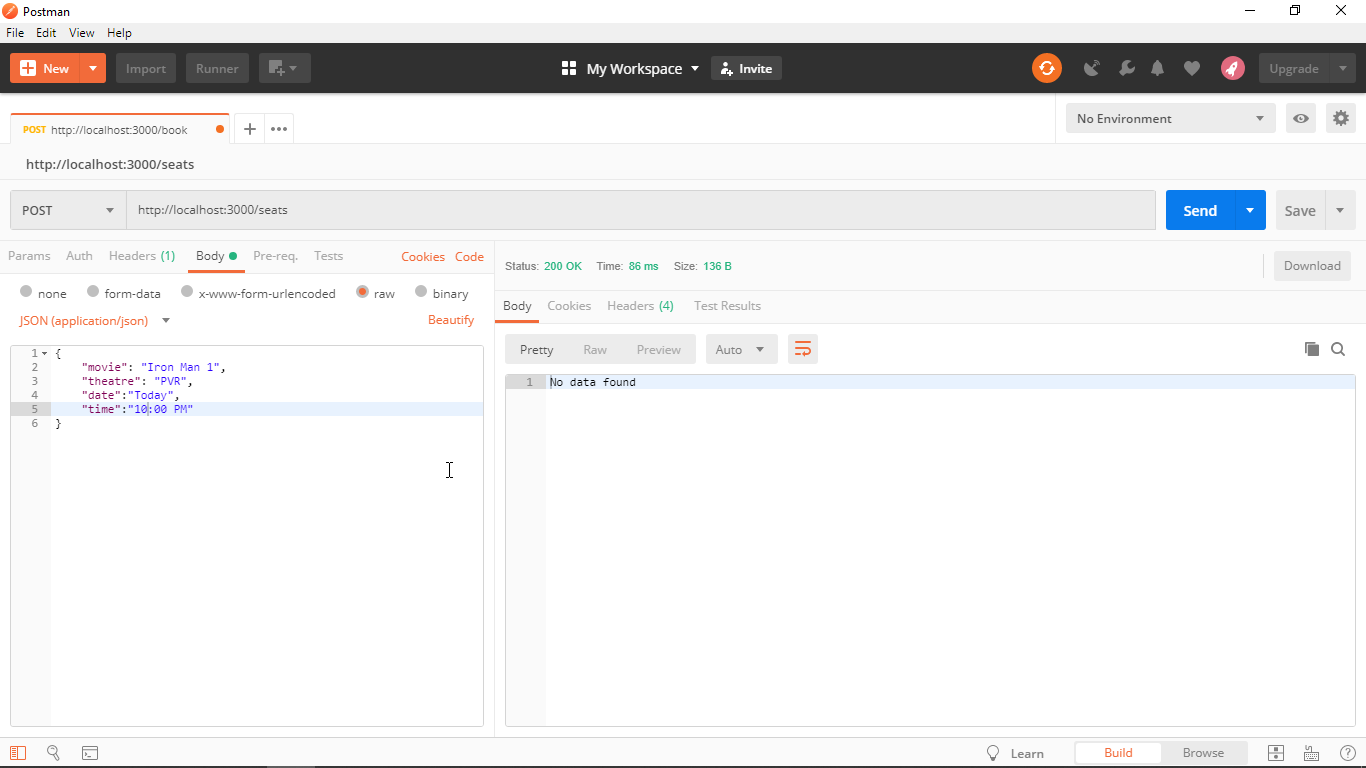 Postman
File Edit View Help
New Import Runner My Workspace Invite Upgrade
POST http://localhost:3000/book No Environment
http://localhost:3000/seats
POST http://localhost:3000/seats Send Save
Params Auth Headers (1) Body Pre-req. Tests Cookies Code
Status: 200 OK Time: 86 ms Size: 136 B Download
none form-data x-www-form-urlencoded raw binary
Body Cookies Headers (4) Test Results
JSON (application/json) Beautify
Pretty Raw Preview Auto
1 {
2 "movie": "Iron Man 1",
3 "theatre": "PVR",
4 "date":"Today",
5 "time":"10:00 PM"
6 }
1 No data found
Learn Build Browse